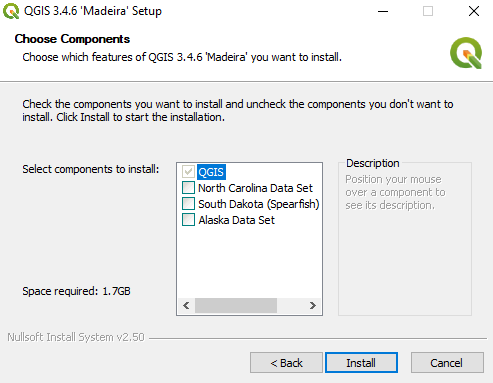 QGIS 3.4.6 'Madeira' Setup
Choose Components
Choose which features of QGIS 3.4.6 'Madeira' you want to install.
Check the components you want to install and uncheck the components you don't want to
install. Click Install to start the installation.
Select components to install:
QGIS
North Carolina Data Set
South Dakota (Spearfish)
Alaska Data Set
Description
Position your mouse
over a component to
see its description.
Space required: 1.7GB
Nullsoft Install System v2.50
< Back
Install
Cancel